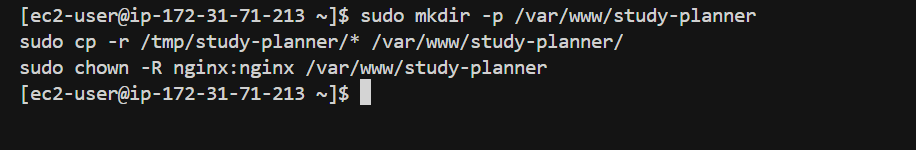 [ec2-user@ip-172-31-71-213 ~]$ sudo mkdir -p /var/www/study-planner
sudo cp -r /tmp/study-planner/* /var/www/study-planner/
sudo chown -R nginx:nginx /var/www/study-planner
[ec2-user@ip-172-31-71-213 ~]$